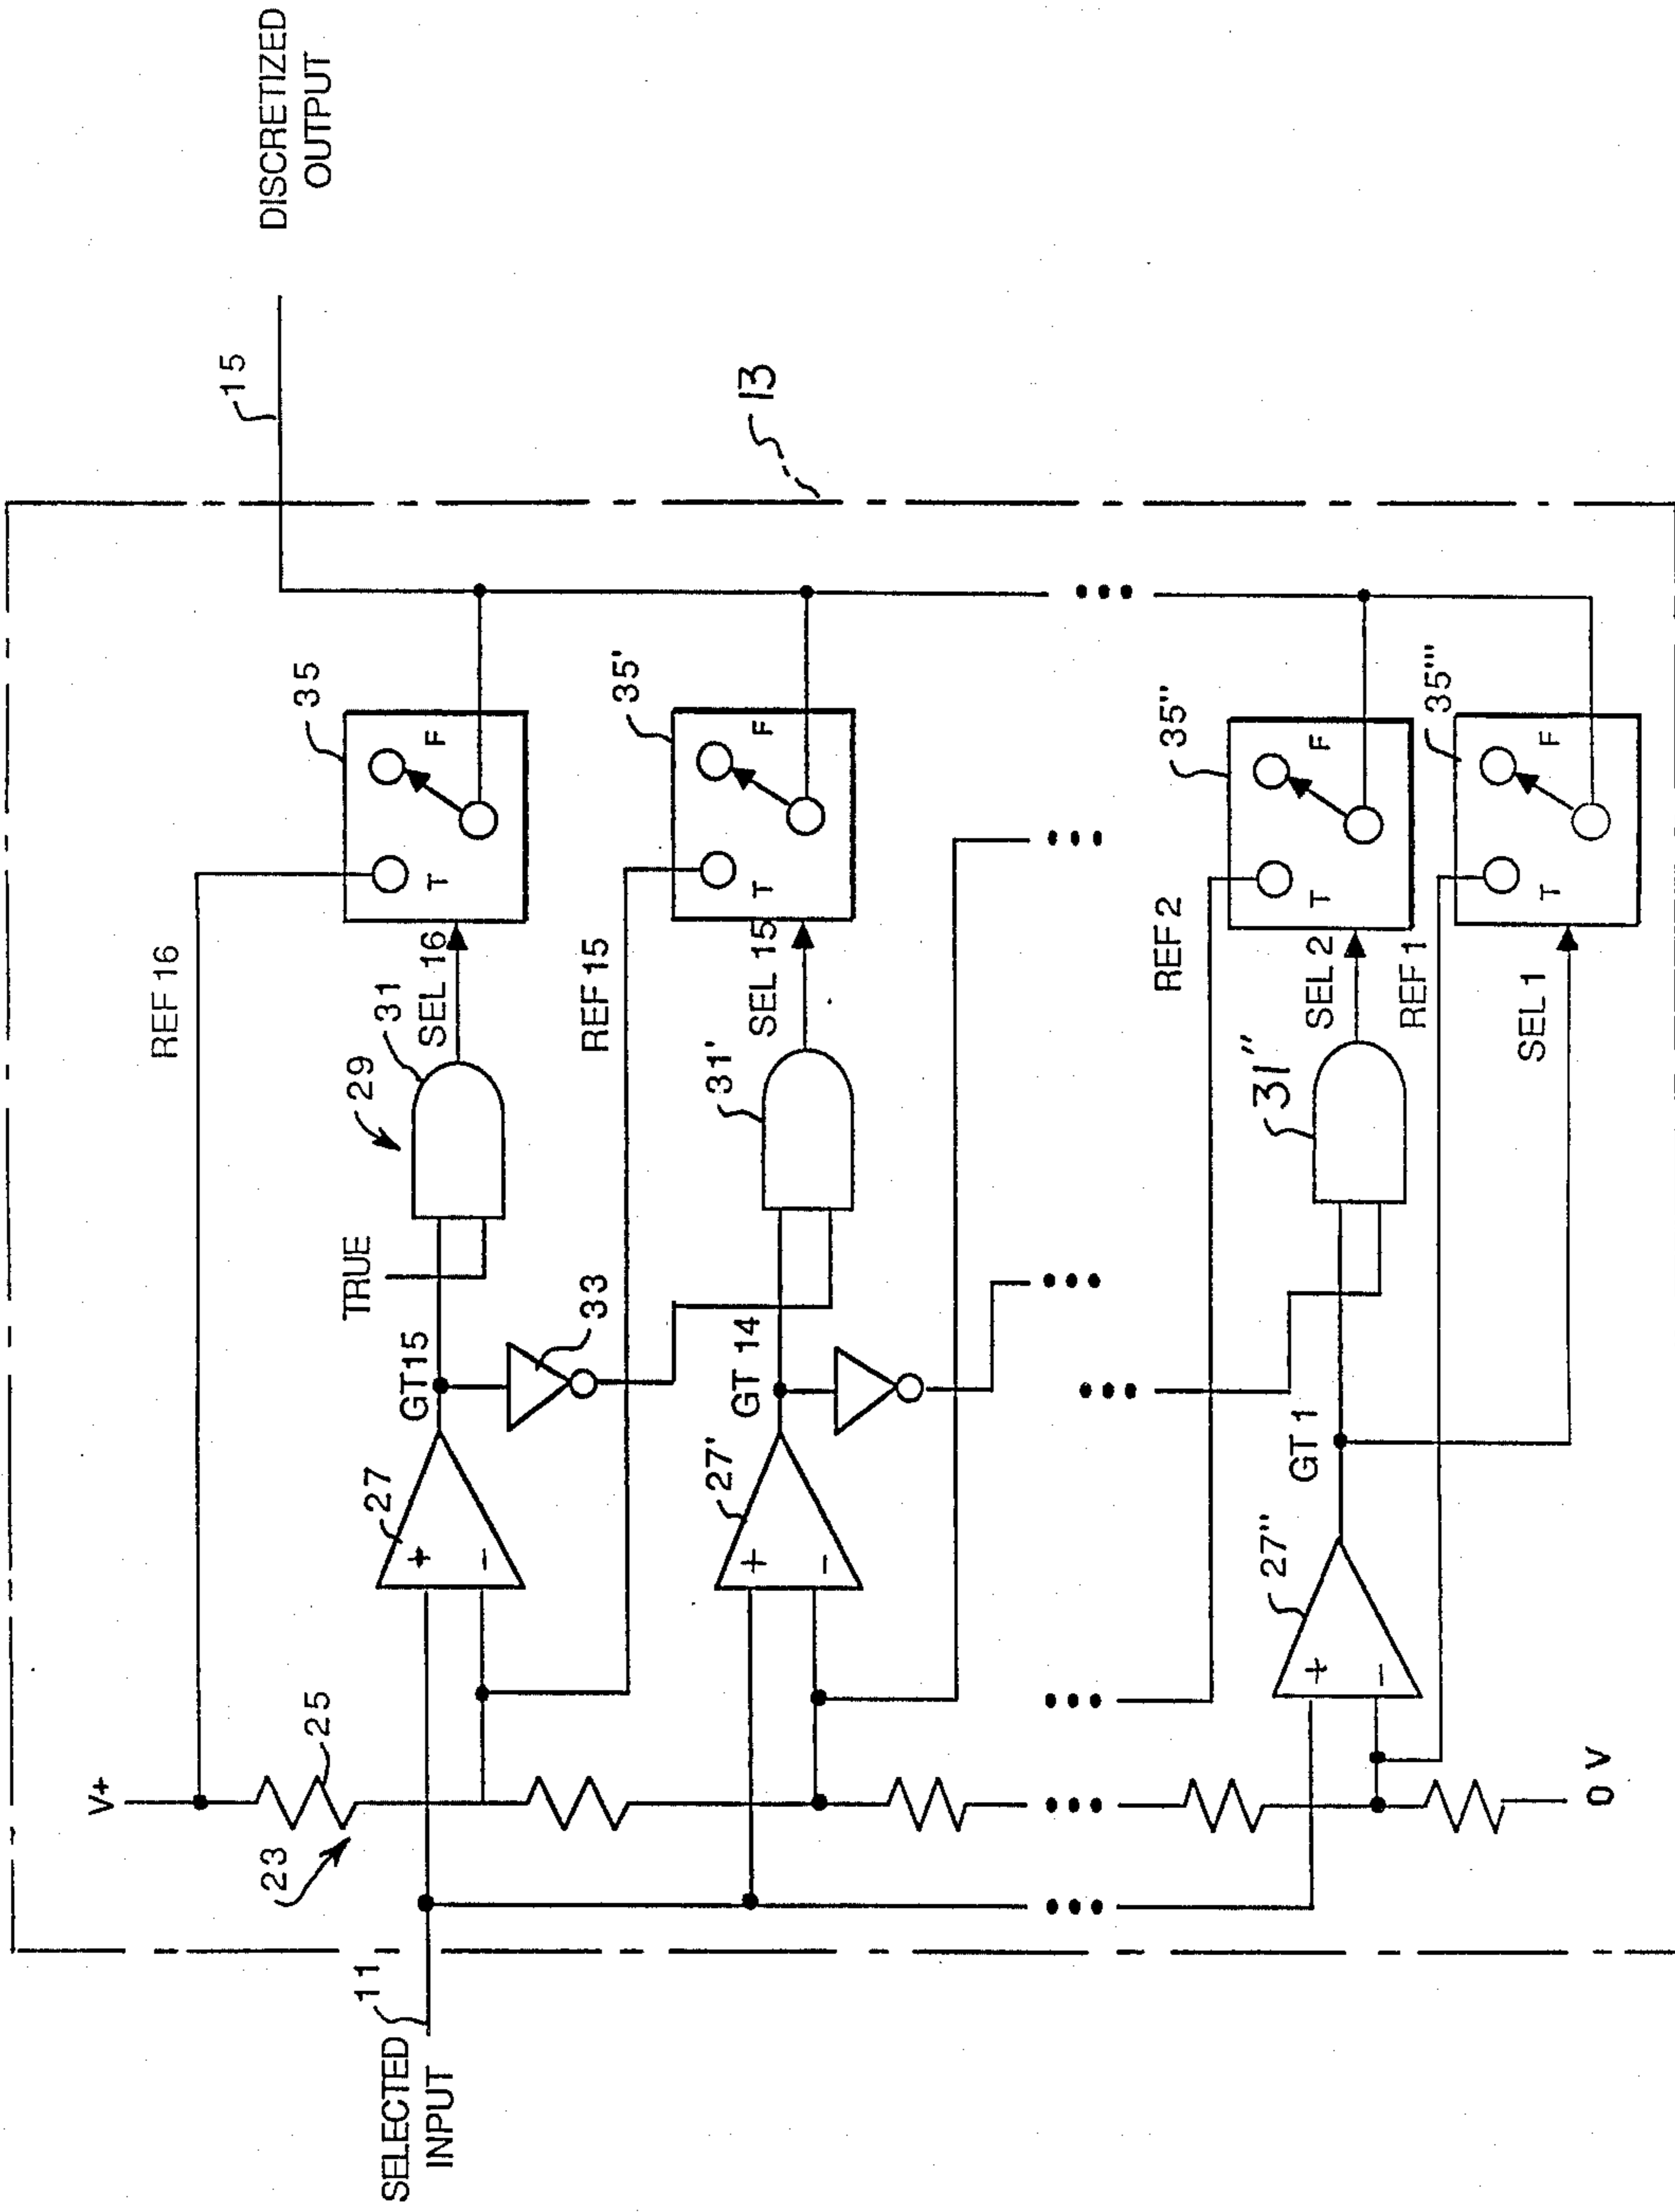 DISCRETIZED
OUTPUT
15
13
REF 16
35
T
F
SEL 16
31
29
TRUE
GT15
33
27
+
−
V+
25
23
SELECTED
INPUT
11
REF 15
35'
T
F
SEL 15
31'
GT 14
27'
+
−
•••
REF 2
35"
T
F
SEL 2
31"
GT 1
27"
+
−
REF 1
35'''
T
F
SEL 1
0 V